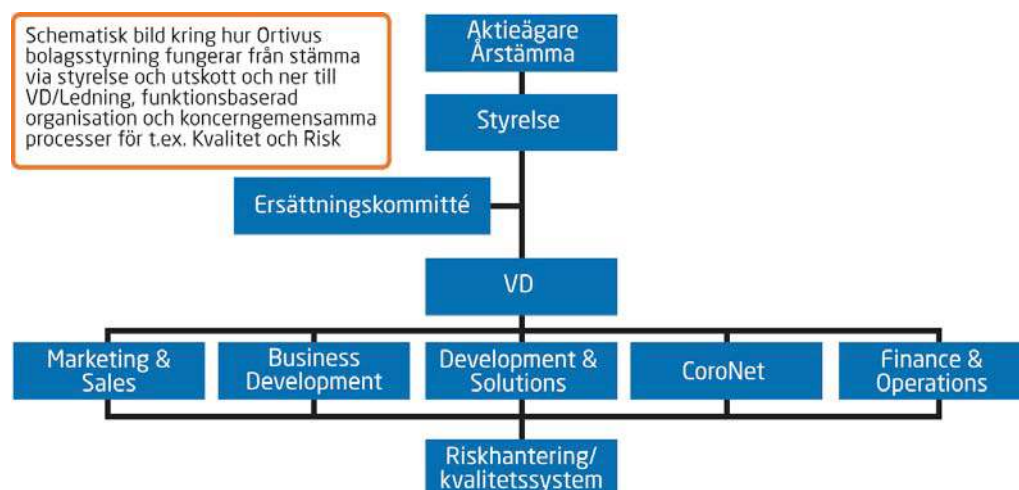 Schematisk bild kring hur Ortivus
bolagsstyrning fungerar från stämma
via styrelse och utskott och ner till
VD/Ledning, funktionsbaserad
organisation och koncerngemensamma
processer för t.ex. Kvalitet och Risk
Aktieägare
Årstämma
Styrelse
Ersättningskommitté
VD
Marketing &
Sales
Business
Development
Development &
Solutions
CoroNet
Finance &
Operations
Riskhantering/
kvalitetssystem